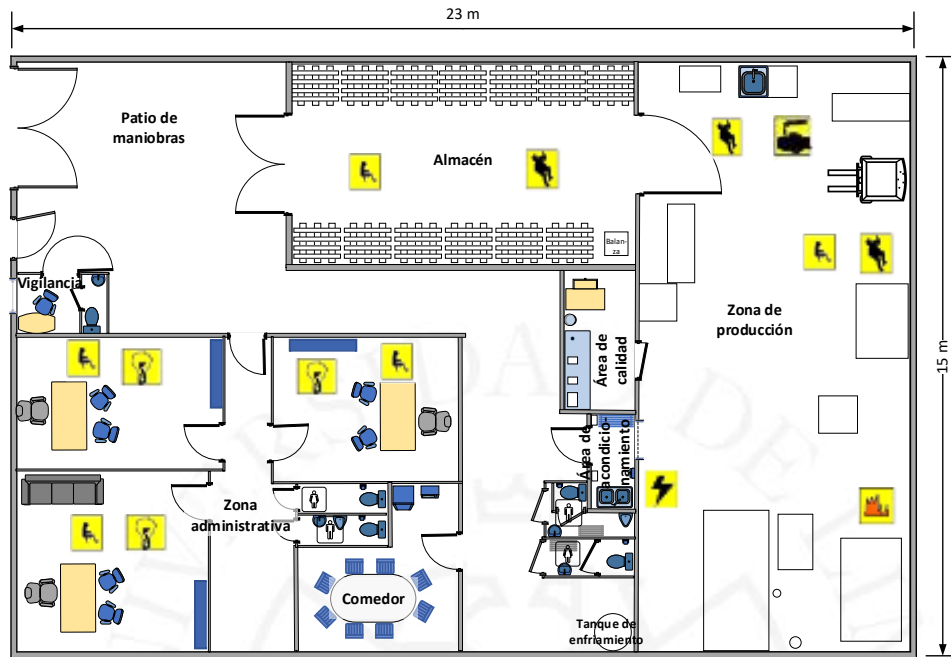 23 m
Patio de
maniobras
Almacén
Balan-
za
15 m
Vigilancia
Zona de
producción
Área de
calidad
Área de
acondicio-
namiento
Zona
administrativa
Comedor
Tanque de
enfriamiento